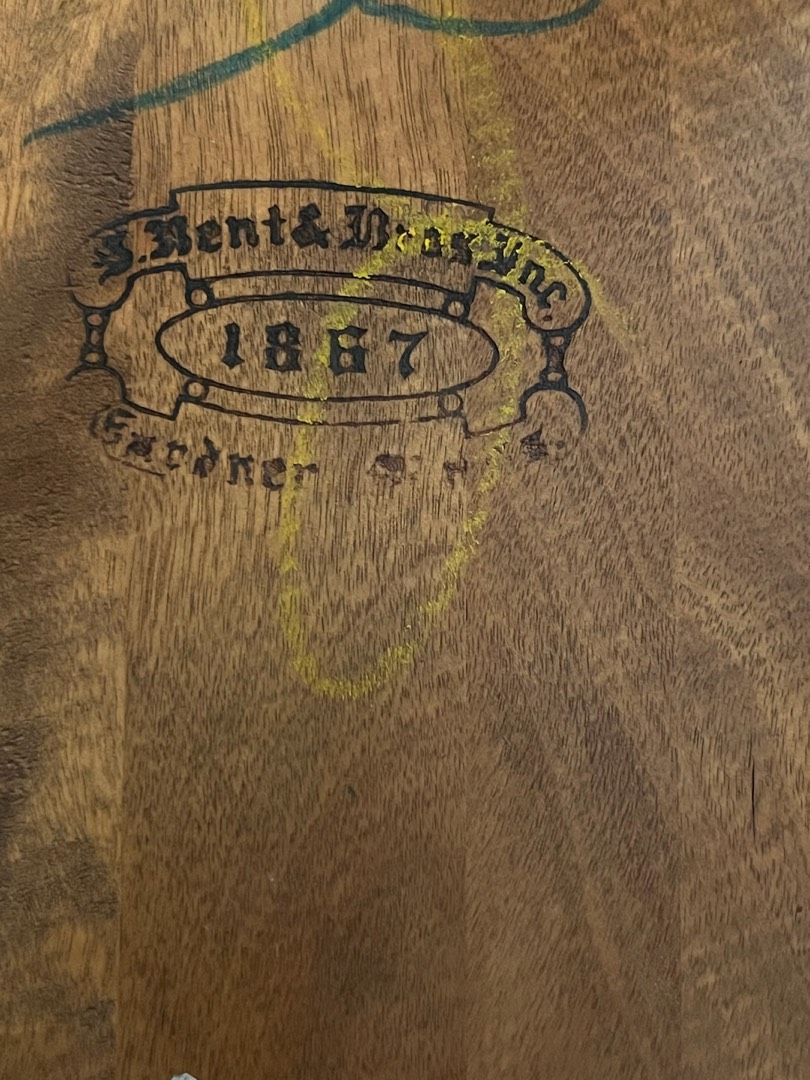 S. Bent & Bros. Inc.
1867
Gardner